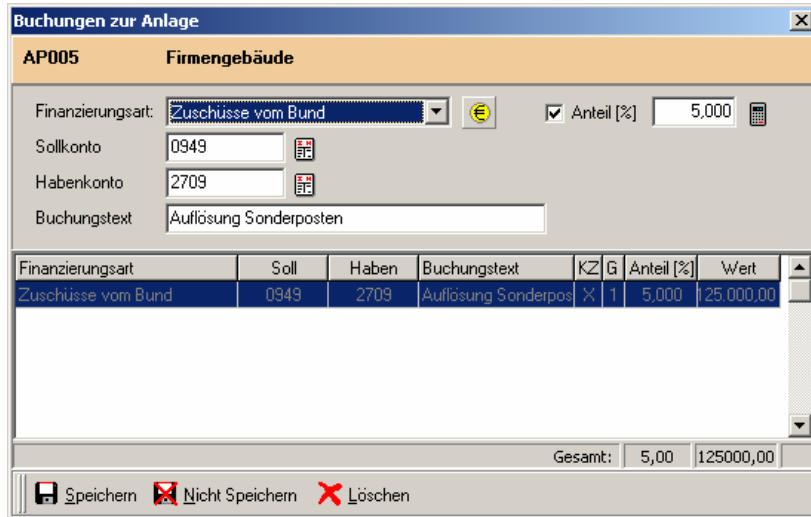 Buchungen zur Anlage
AP005 Firmengebäude
Finanzierungsart: Zuschüsse vom Bund € Anteil [%] 5,000
Sollkonto 0949
Habenkonto 2709
Buchungstext Auflösung Sonderposten
Finanzierungsart Soll Haben Buchungstext KZ G Anteil [%] Wert
Zuschüsse vom Bund 0949 2709 Auflösung Sonderpos X 1 5,000 125.000,00
Gesamt: 5,00 125000,00
Speichern Nicht Speichern Löschen